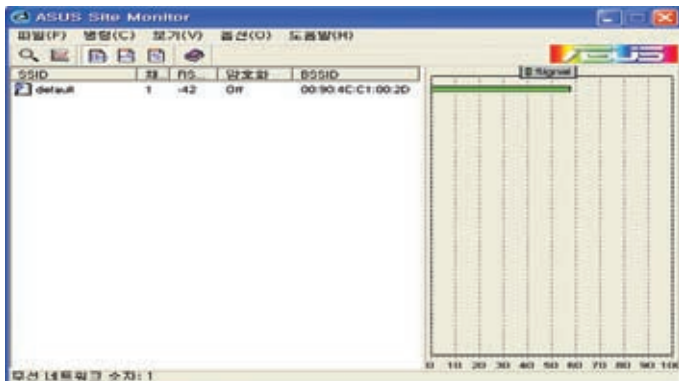 ASUS Site Monitor
파일(F) 명령(C) 보기(V) 옵션(O) 도움말(H)
ASUS
SSID 채.. RS... 암호화 BSSID
Signal
default 1 -42 Off 00:90:4C:C1:00:2D
0 10 20 30 40 50 60 70 80 90 100
무선 네트워크 숫자: 1